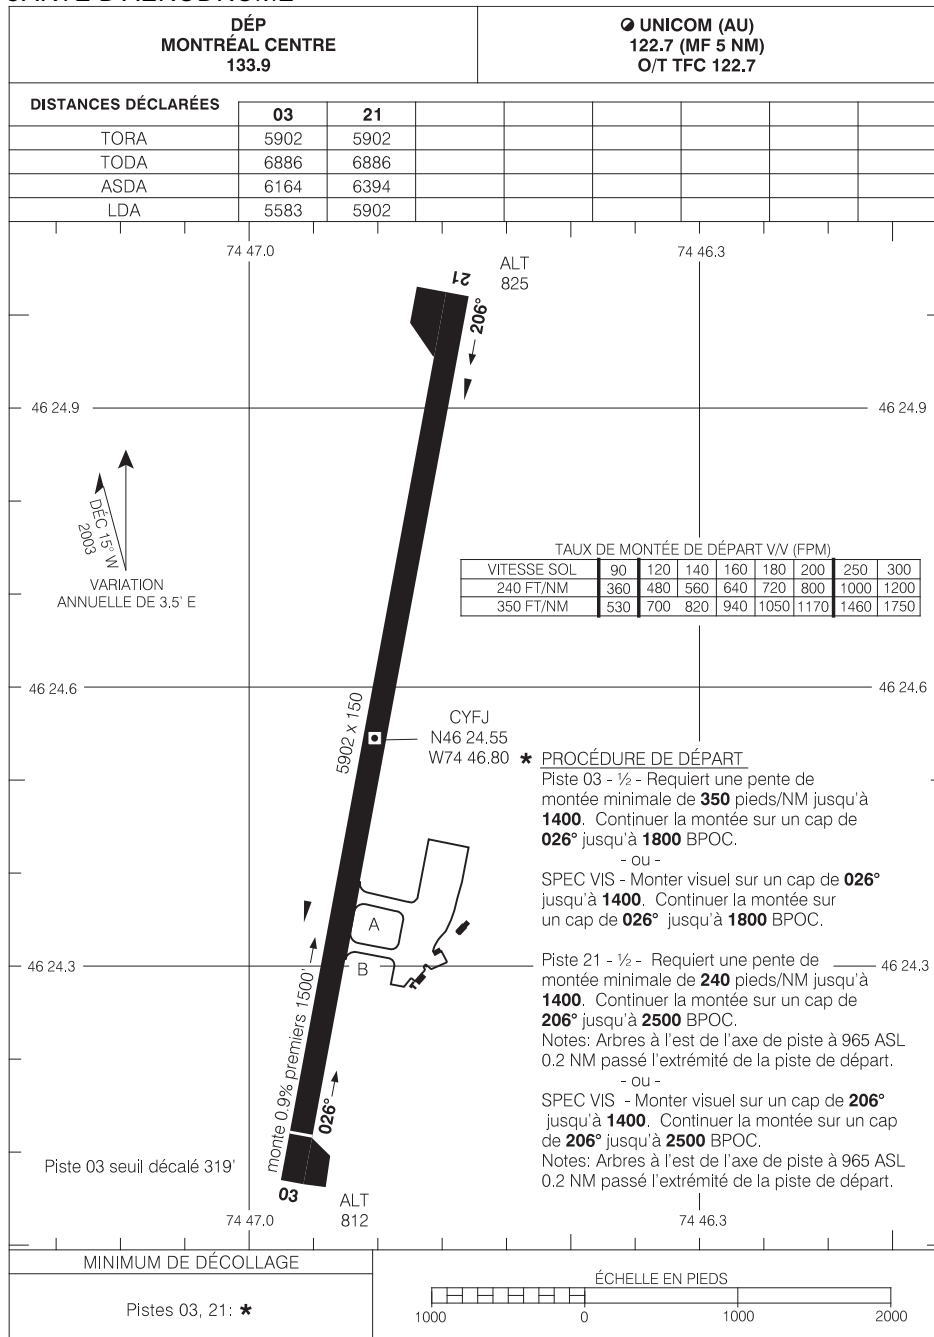 DÉP
MONTRÉAL CENTRE
133.9
UNICOM (AU)
122.7 (MF 5 NM)
O/T TFC 122.7
DISTANCES DÉCLARÉES 03 21
TORA 5902 5902
TODA 6886 6886
ASDA 6164 6394
LDA 5583 5902
74 47.0 74 46.3
21
ALT
825
206°
46 24.9 46 24.9
DÉC 15° W
2003
VARIATION
ANNUELLE DE 3.5' E
TAUX DE MONTÉE DE DÉPART V/V (FPM)
VITESSE SOL 90 120 140 160 180 200 250 300
240 FT/NM 360 480 560 640 720 800 1000 1200
350 FT/NM 530 700 820 940 1050 1170 1460 1750
46 24.6 46 24.6
5902 x 150
CYFJ
N46 24.55
W74 46.80
* PROCÉDURE DE DÉPART
Piste 03 - ½ - Requiert une pente de
montée minimale de 350 pieds/NM jusqu'à
1400. Continuer la montée sur un cap de
026° jusqu'à 1800 BPOC.
- ou -
SPEC VIS - Monter visuel sur un cap de 026°
jusqu'à 1400. Continuer la montée sur
un cap de 026° jusqu'à 1800 BPOC.
A
B
46 24.3 46 24.3
Piste 21 - ½ - Requiert une pente de
montée minimale de 240 pieds/NM jusqu'à
1400. Continuer la montée sur un cap de
206° jusqu'à 2500 BPOC.
Notes: Arbres à l'est de l'axe de piste à 965 ASL
0.2 NM passé l'extrémité de la piste de départ.
- ou -
SPEC VIS - Monter visuel sur un cap de 206°
jusqu'à 1400. Continuer la montée sur un cap
de 206° jusqu'à 2500 BPOC.
Notes: Arbres à l'est de l'axe de piste à 965 ASL
0.2 NM passé l'extrémité de la piste de départ.
monte 0.9% premiers 1500'
026°
Piste 03 seuil décalé 319'
03
ALT
812
74 47.0 74 46.3
MINIMUM DE DÉCOLLAGE
Pistes 03, 21: *
ÉCHELLE EN PIEDS
1000 0 1000 2000